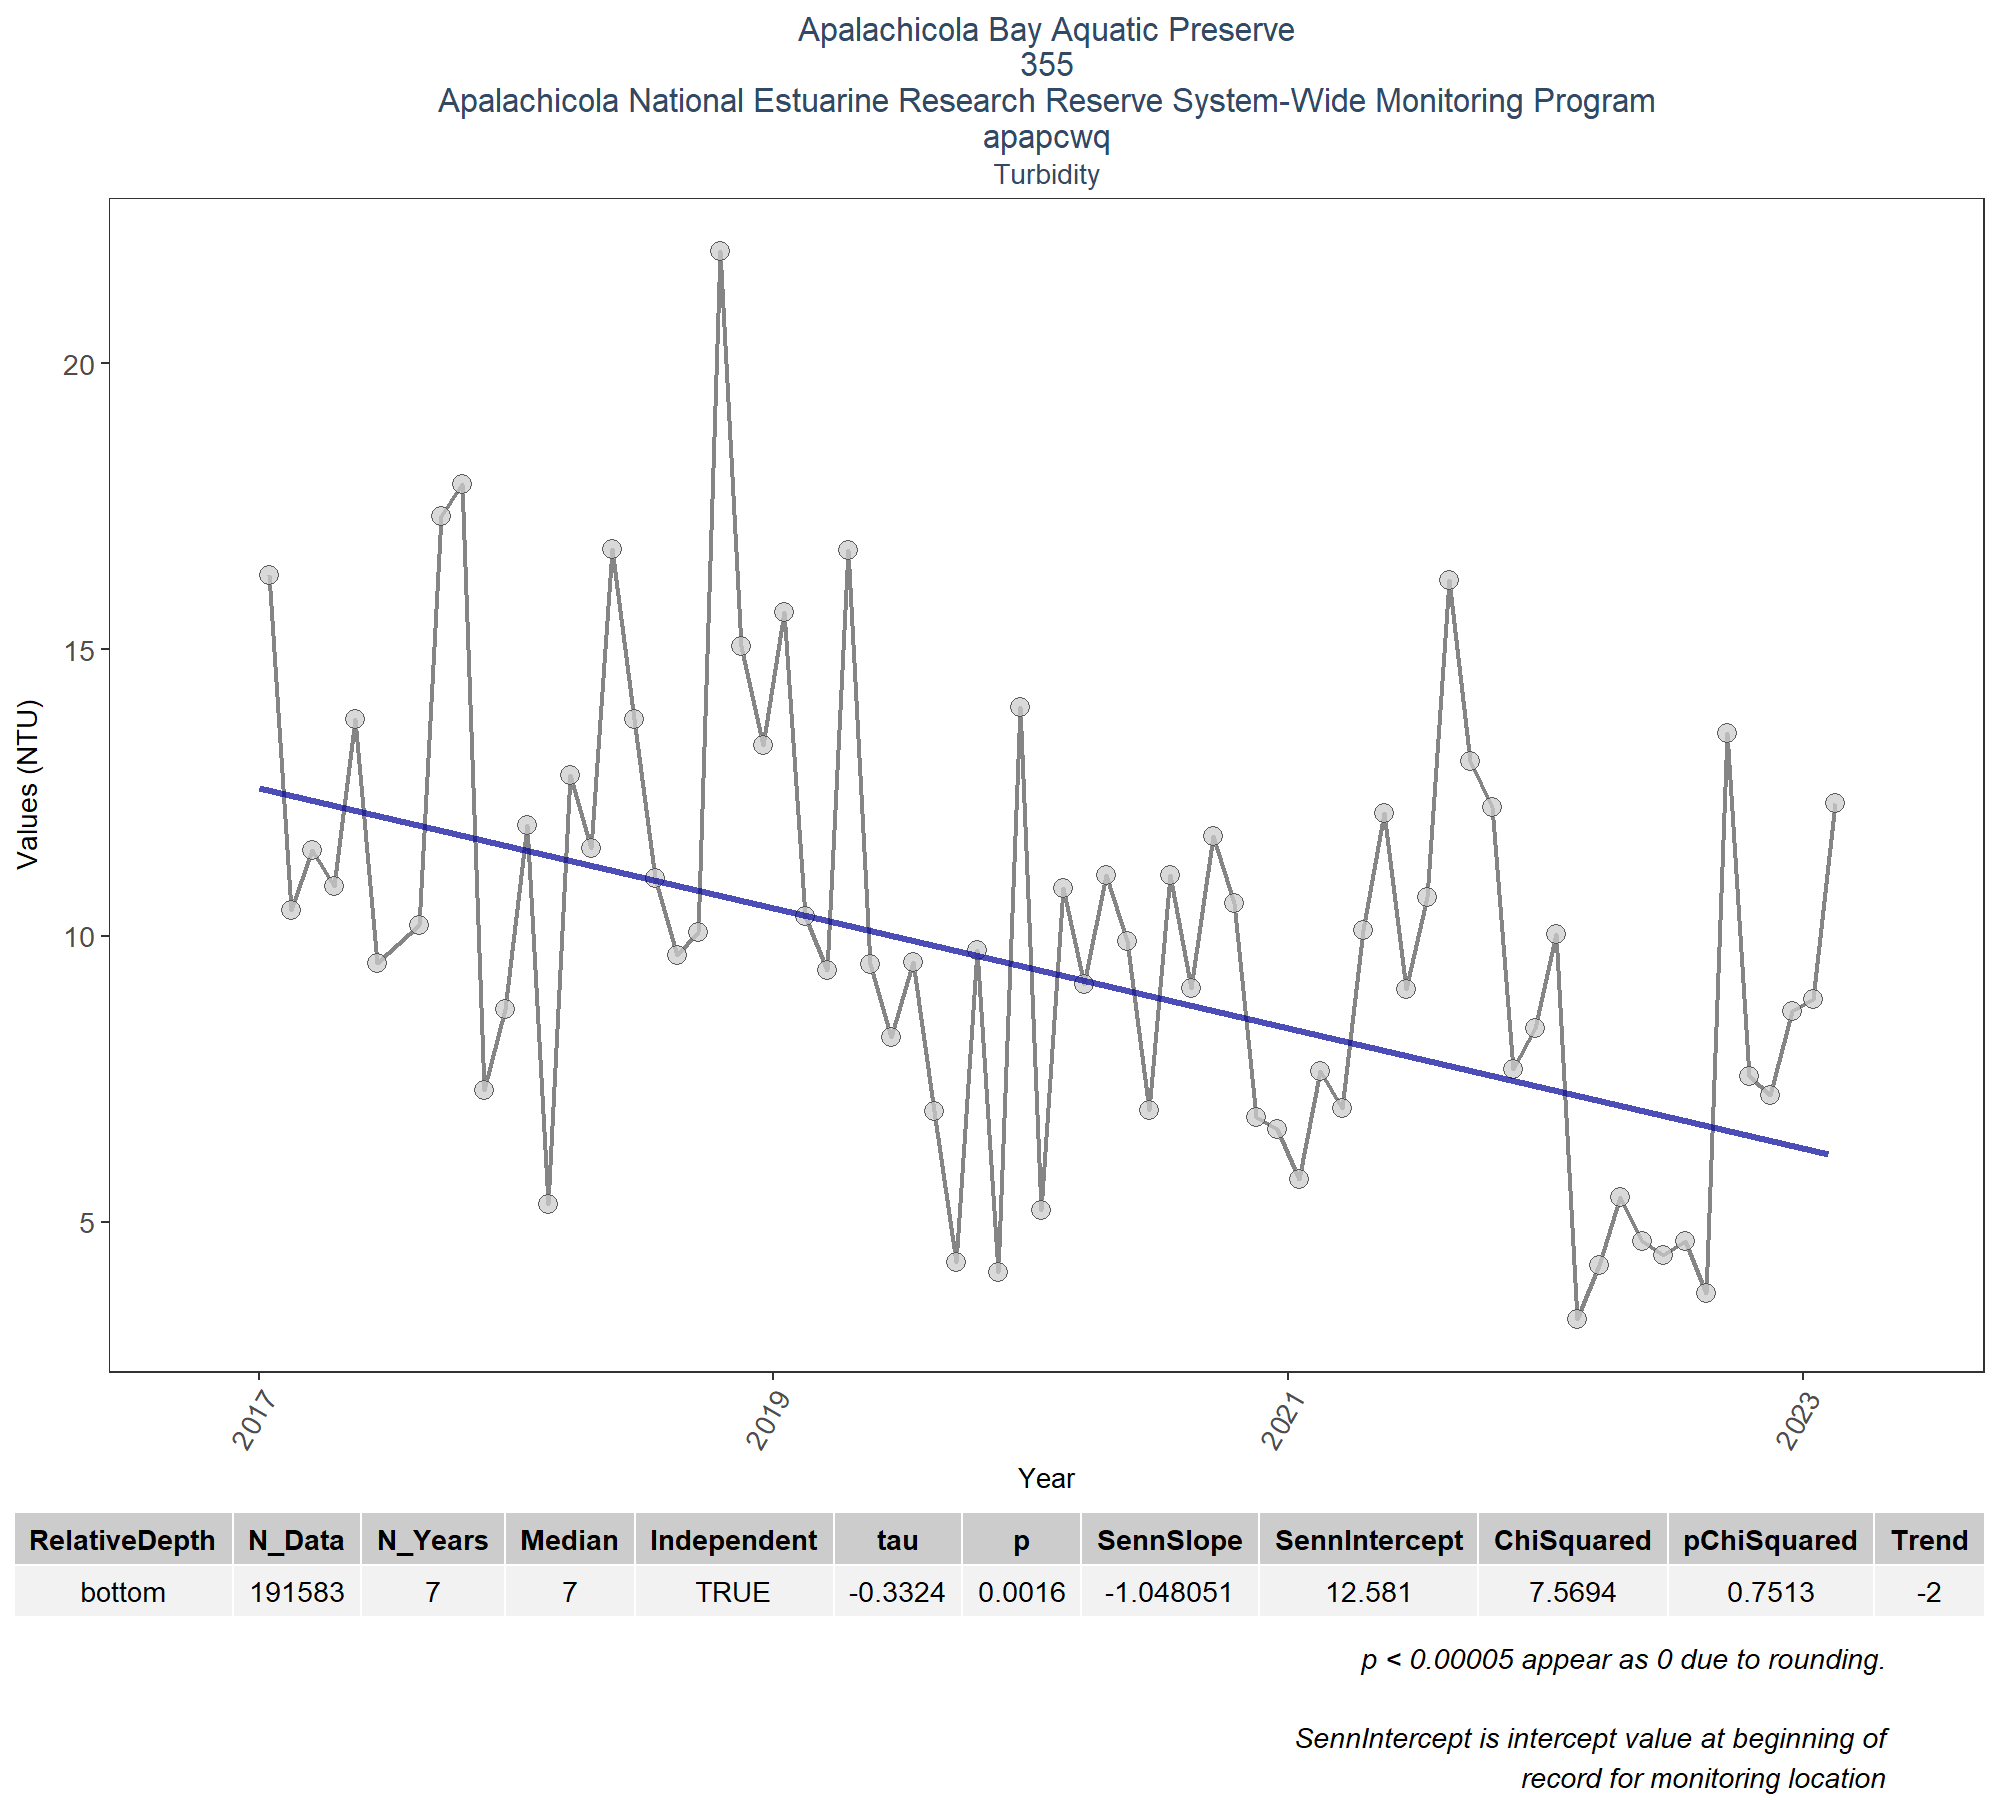 Apalachicola Bay Aquatic Preserve
355
Apalachicola National Estuarine Research Reserve System-Wide Monitoring Program
apapcwq
Turbidity
Values (NTU)
20
15
10
5
2017
2019
2021
2023
Year
RelativeDepth N_Data N_Years Median Independent tau p SennSlope SennIntercept ChiSquared pChiSquared Trend
bottom 191583 7 7 TRUE -0.3324 0.0016 -1.048051 12.581 7.5694 0.7513 -2
p < 0.00005 appear as 0 due to rounding.
SennIntercept is intercept value at beginning of
record for monitoring location